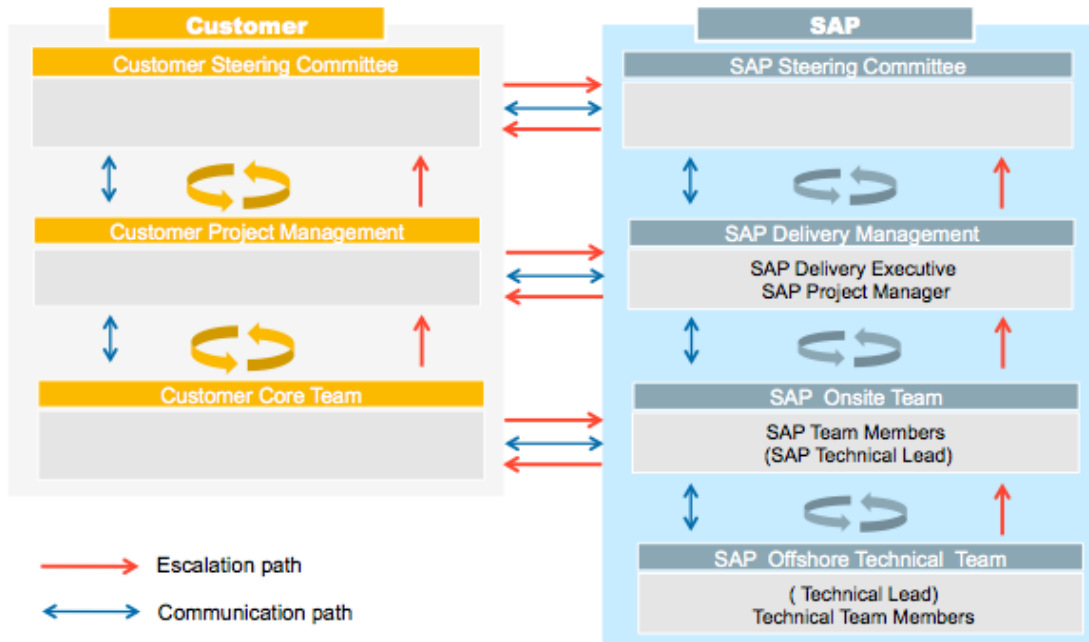 Customer
Customer Steering Committee
Customer Project Management
Customer Core Team
SAP
SAP Steering Committee
SAP Delivery Management
SAP Delivery Executive
SAP Project Manager
SAP Onsite Team
SAP Team Members
(SAP Technical Lead)
SAP Offshore Technical Team
( Technical Lead)
Technical Team Members
Escalation path
Communication path